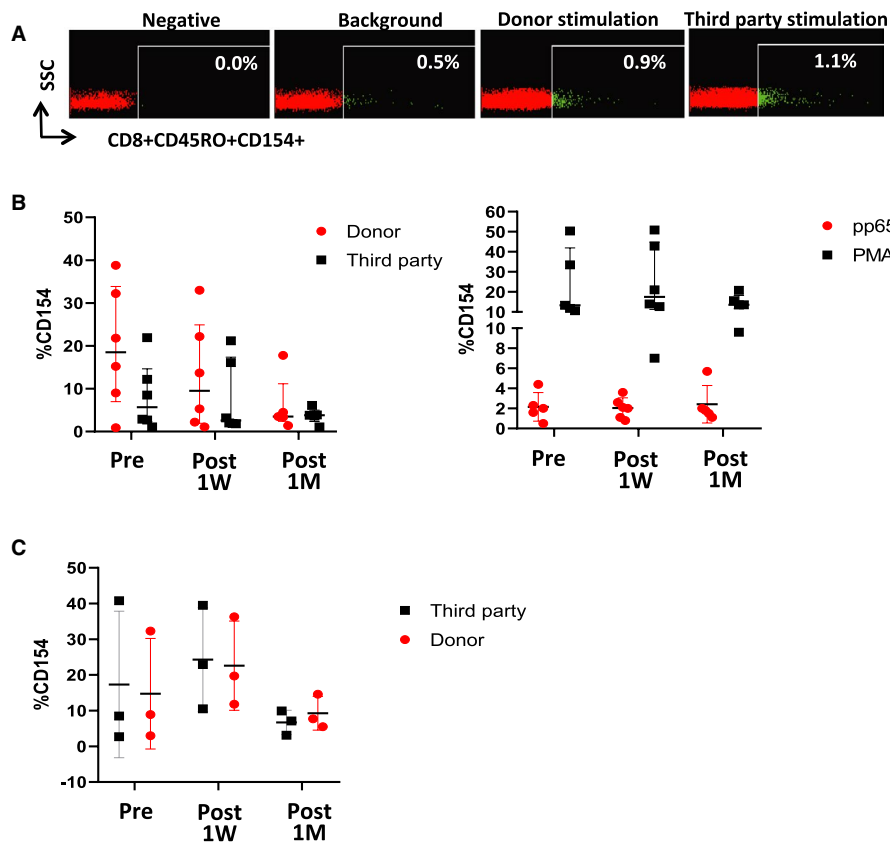 A
Negative
Background
Donor stimulation
Third party stimulation
SSC
0.0%
0.5%
0.9%
1.1%
CD8+CD45RO+CD154+
B
%CD154
50
40
30
20
10
0
Donor
Third party
Pre
Post
1W
Post
1M
%CD154
60
50
40
30
20
10
10
8
6
4
2
0
pp65
PMA
Pre
Post
1W
Post
1M
C
%CD154
50
40
30
20
10
0
-10
Third party
Donor
Pre
Post
1W
Post
1M